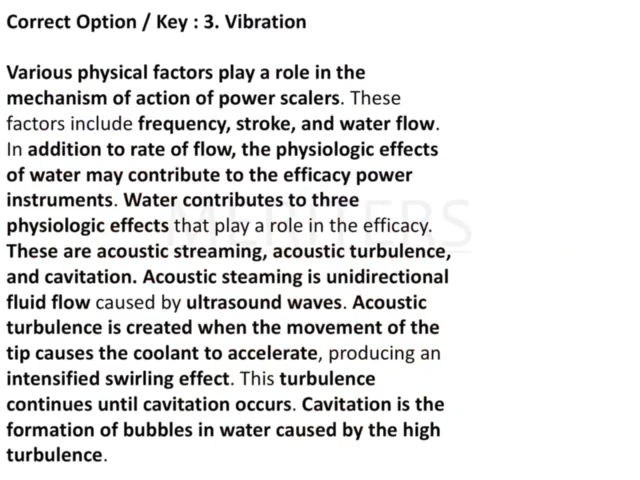 Correct Option / Key : 3. Vibration
Various physical factors play a role in the
mechanism of action of power scalers. These
factors include frequency, stroke, and water flow.
In addition to rate of flow, the physiologic effects
of water may contribute to the efficacy power
instruments. Water contributes to three
physiologic effects that play a role in the efficacy.
These are acoustic streaming, acoustic turbulence,
and cavitation. Acoustic steaming is unidirectional
fluid flow caused by ultrasound waves. Acoustic
turbulence is created when the movement of the
tip causes the coolant to accelerate, producing an
intensified swirling effect. This turbulence
continues until cavitation occurs. Cavitation is the
formation of bubbles in water caused by the high
turbulence.